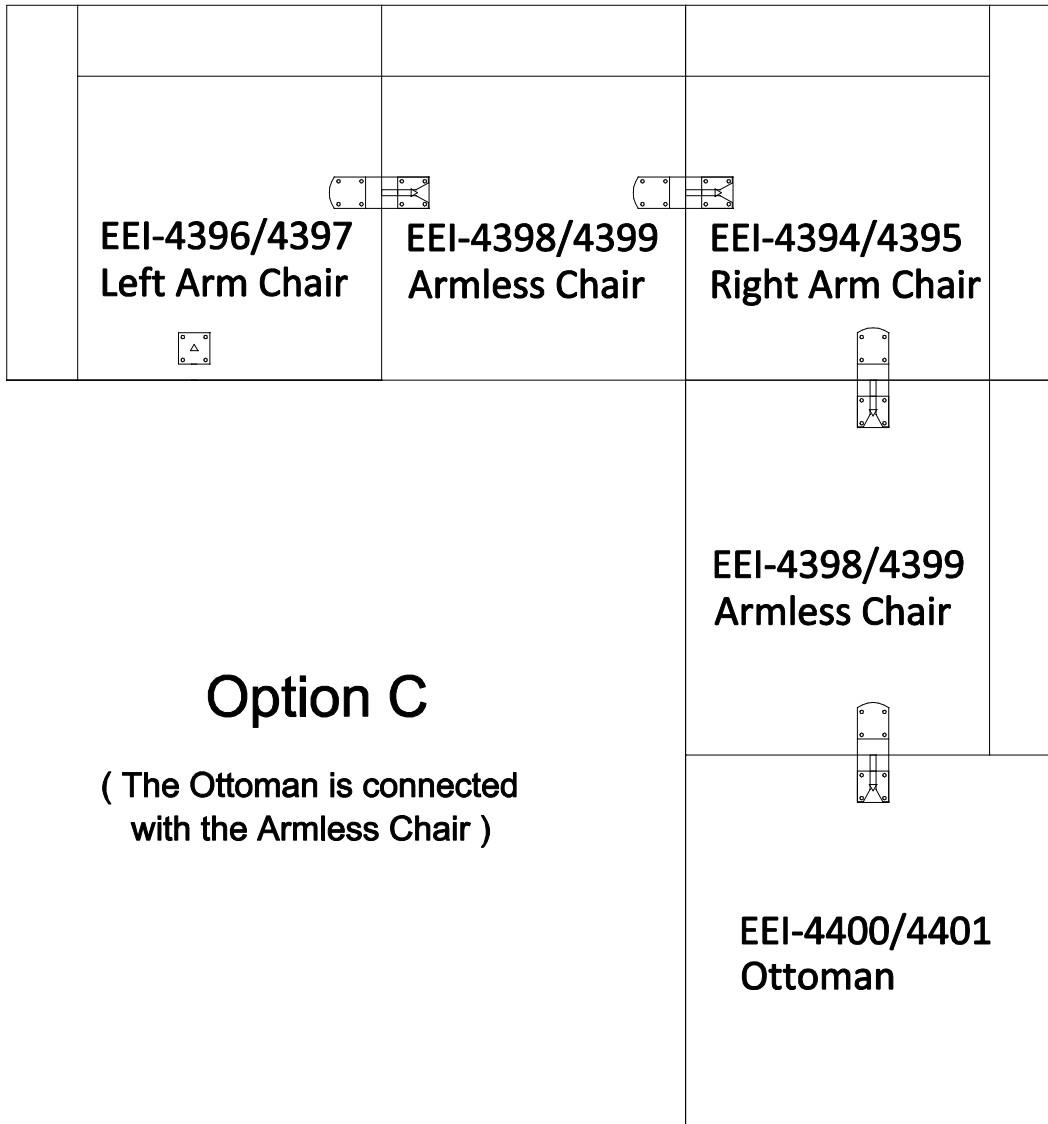 EEI-4396/4397
Left Arm Chair
EEI-4398/4399
Armless Chair
EEI-4394/4395
Right Arm Chair
EEI-4398/4399
Armless Chair
Option C
( The Ottoman is connected
with the Armless Chair )
EEI-4400/4401
Ottoman